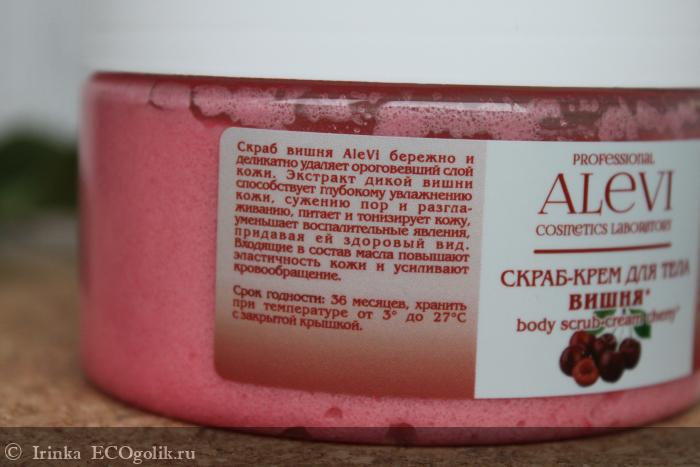 Скраб вишня AleVi бережно и
деликатно удаляет ороговевший слой
кожи. Экстракт дикой вишни
способствует глубокому увлажнению
кожи, сужению пор и разгла-
живанию, питает и тонизирует кожу,
уменьшает воспалительные явления,
придавая ей здоровый вид.
Входящие в состав масла повышают
эластичность кожи и усиливают
кровообращение.
Срок годности: 36 месяцев, хранить
при температуре от 3° до 27°С
с закрытой крышкой.
PROFESSIONAL
ALeVI
COSMETICS LABORATORY
СКРАБ-КРЕМ ДЛЯ ТЕЛА
ВИШНЯ*
body scrub-cream cherry*
© Irinka ECOgolik.ru